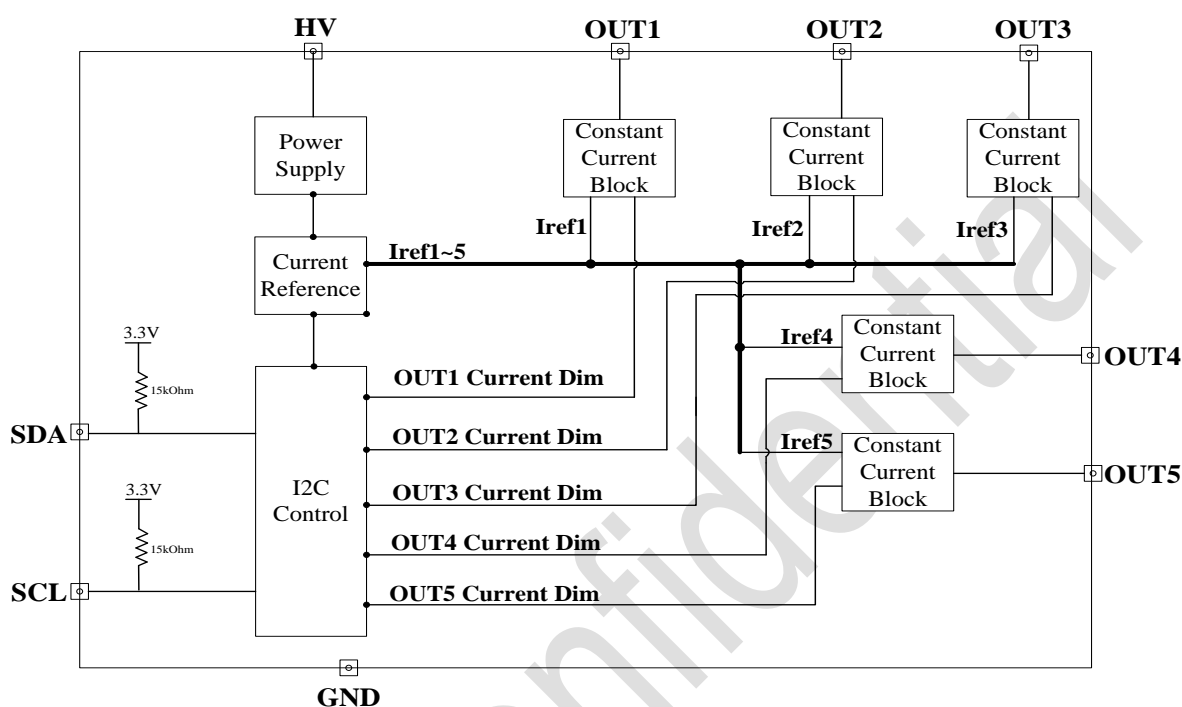 HV
OUT1
OUT2
OUT3
Power
Supply
Constant
Current
Block
Constant
Current
Block
Constant
Current
Block
Iref1
Iref2
Iref3
Current
Reference
Iref1~5
3.3V
15kOhm
Iref4
Constant
Current
Block
OUT4
OUT1 Current Dim
SDA
OUT2 Current Dim
Iref5
Constant
Current
Block
OUT5
3.3V
15kOhm
I2C
Control
OUT3 Current Dim
OUT4 Current Dim
SCL
OUT5 Current Dim
GND
nfidential